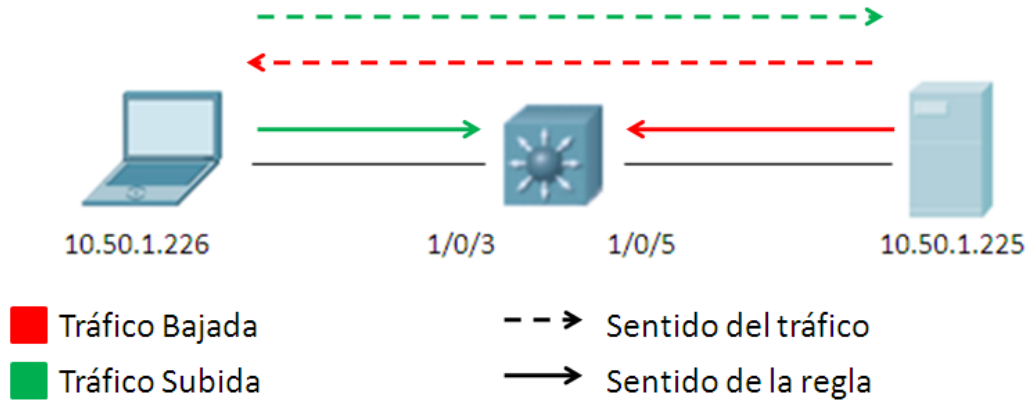 10.50.1.226
1/0/3
1/0/5
10.50.1.225
Tráfico Bajada
Sentido del tráfico
Tráfico Subida
Sentido de la regla